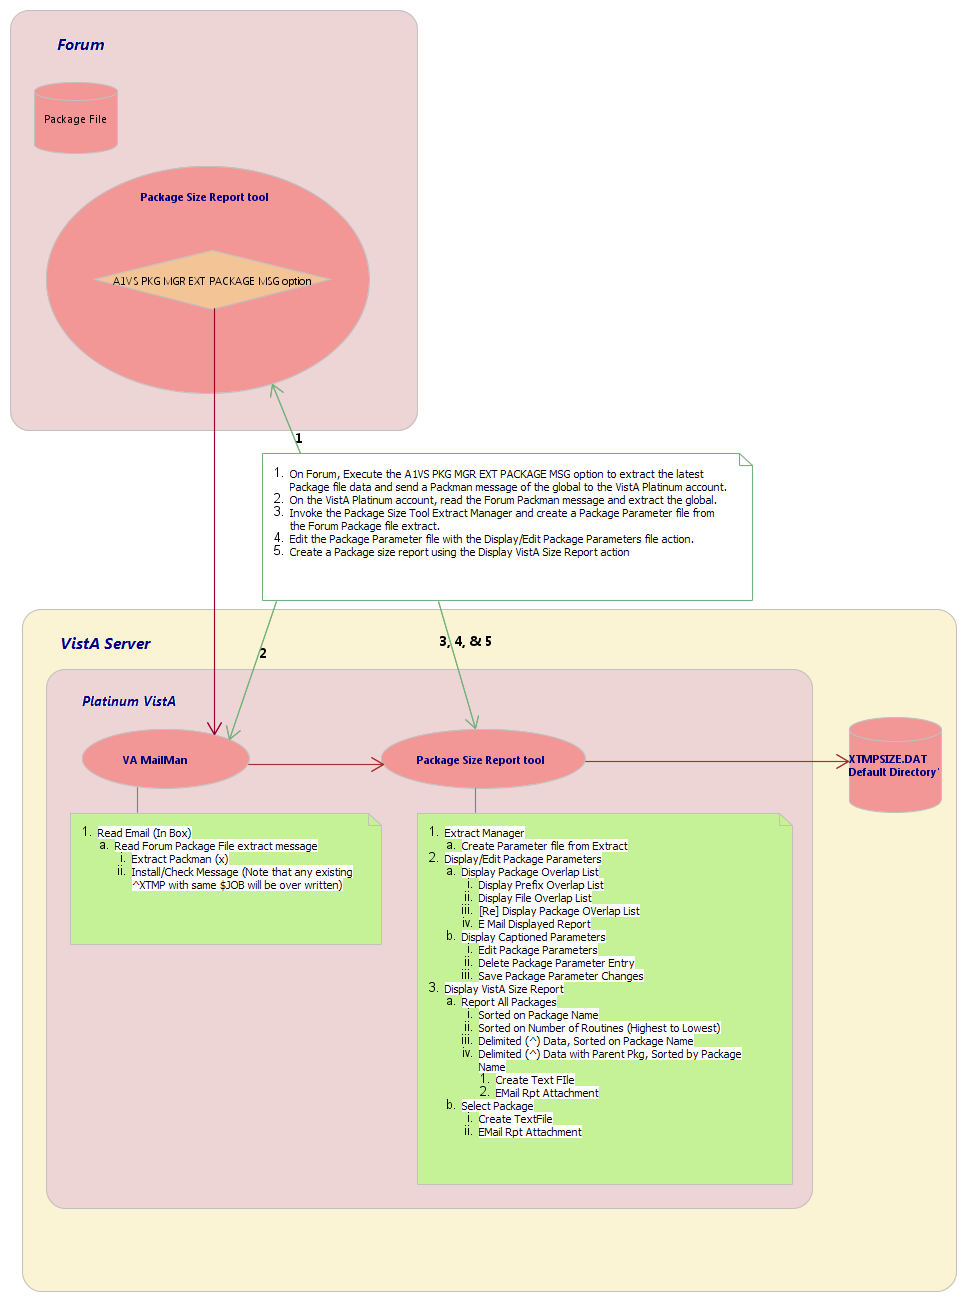 Forum
Package File
Package Size Report tool
A1VS PKG MGR EXT PACKAGE MSG option
1
1. On Forum, Execute the A1VS PKG MGR EXT PACKAGE MSG option to extract the latest
Package file data and send a Packman message of the global to the VistA Platinum account.
2. On the VistA Platinum account, read the Forum Packman message and extract the global.
3. Invoke the Package Size Tool Extract Manager and create a Package Parameter file from
the Forum Package file extract.
4. Edit the Package Parameter file with the Display/Edit Package Parameters file action.
5. Create a Package size report using the Display VistA Size Report action
VistA Server
2
3, 4, & 5
Platinum VistA
VA MailMan
Package Size Report tool
XTMPSIZE.DAT
Default Directory'
1. Read Email (In Box)
a. Read Forum Package File extract message
i. Extract Packman (x)
ii. Install/Check Message (Note that any existing
^XTMP with same $JOB will be over written)
1. Extract Manager
a. Create Parameter file from Extract
2. Display/Edit Package Parameters
a. Display Package Overlap List
i. Display Prefix Overlap List
ii. Display File Overlap List
iii. [Re] Display Package OVerlap List
iv. E Mail Displayed Report
b. Display Captioned Parameters
i. Edit Package Parameters
ii. Delete Package Parameter Entry
iii. Save Package Parameter Changes
3. Display VistA Size Report
a. Report All Packages
i. Sorted on Package Name
ii. Sorted on Number of Routines (Highest to Lowest)
iii. Delimited (^) Data, Sorted on Package Name
iv. Delimited (^) Data with Parent Pkg, Sorted by Package
Name
1. Create Text FIle
2. EMail Rpt Attachment
b. Select Package
i. Create TextFile
ii. EMail Rpt Attachment